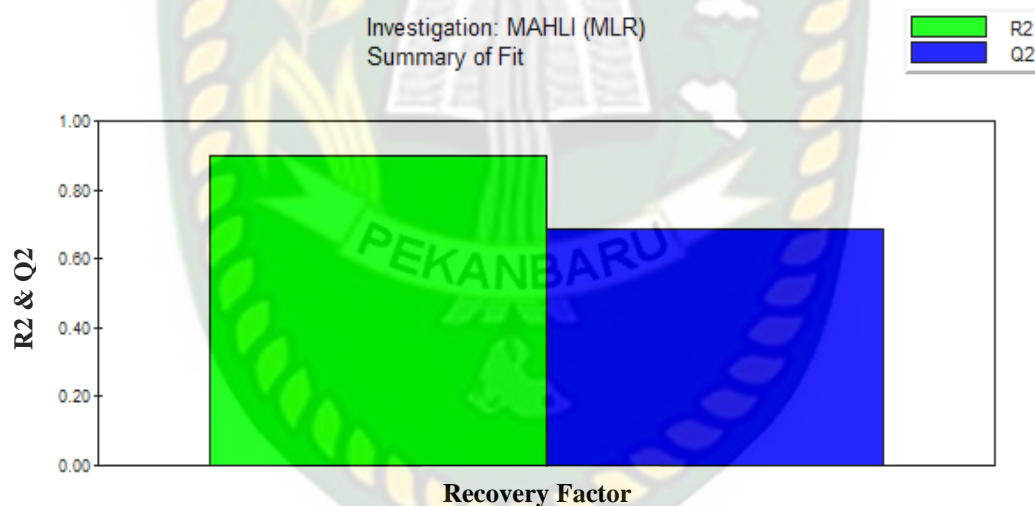 Investigation: MAHLI (MLR)
Summary of Fit
R2
Q2
1.00
0.80
0.60
0.40
0.20
0.00
R2 & Q2
PEKANBARU
Recovery Factor